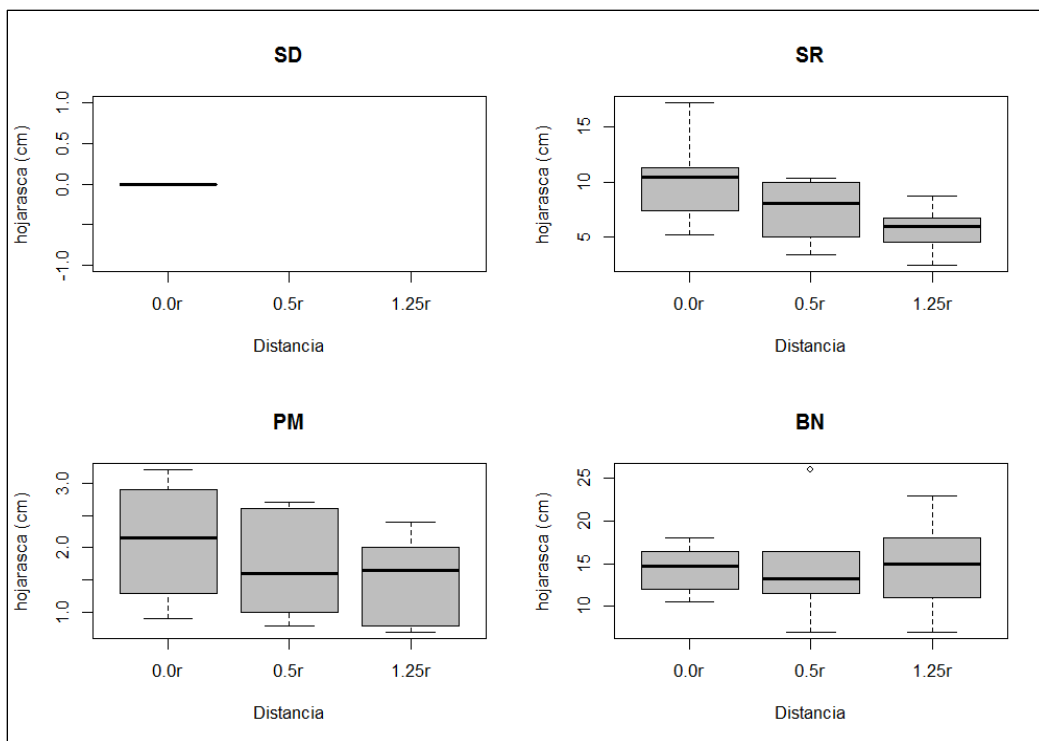 SD
hojarasca (cm)
1.0
0.5
0.0
-1.0
0.0r 0.5r 1.25r
Distancia
SR
hojarasca (cm)
15
10
5
0.0r 0.5r 1.25r
Distancia
PM
hojarasca (cm)
3.0
2.0
1.0
0.0r 0.5r 1.25r
Distancia
BN
hojarasca (cm)
25
20
15
10
0.0r 0.5r 1.25r
Distancia